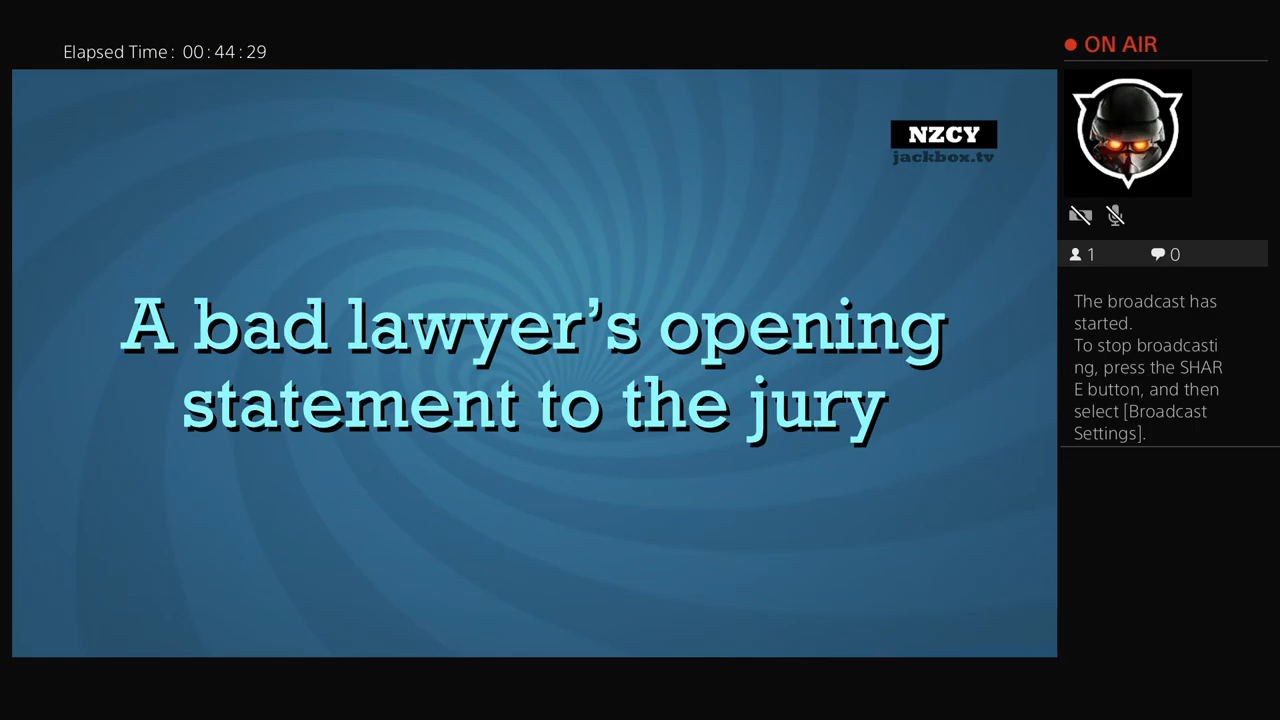 Elapsed Time: 00:44:29
ON AIR
NZCY
jackbox.tv
A bad lawyer's opening
statement to the jury
1
0
The broadcast has
started.
To stop broadcasti
ng, press the SHAR
E button, and then
select [Broadcast
Settings].